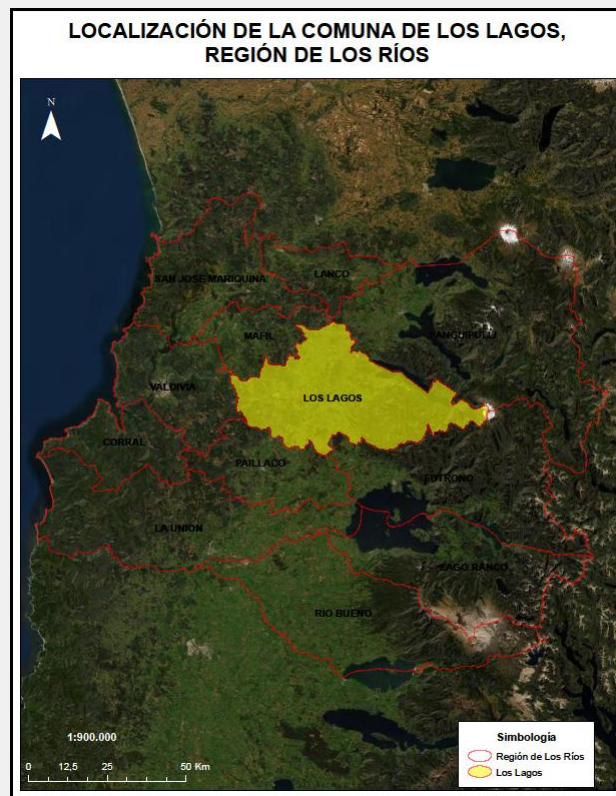 LOCALIZACIÓN DE LA COMUNA DE LOS LAGOS,
REGIÓN DE LOS RÍOS
N
SAN JOSE MARIQUINA
LANCO
PANGUIPULLI
MAFIL
VALDIVIA
LOS LAGOS
CORRAL
PAILLACO
FUTRONO
LA UNION
LAGO RANCO
RIO BUENO
1:900.000
0 12,5 25 50 Km
Simbología
Región de Los Ríos
Los Lagos